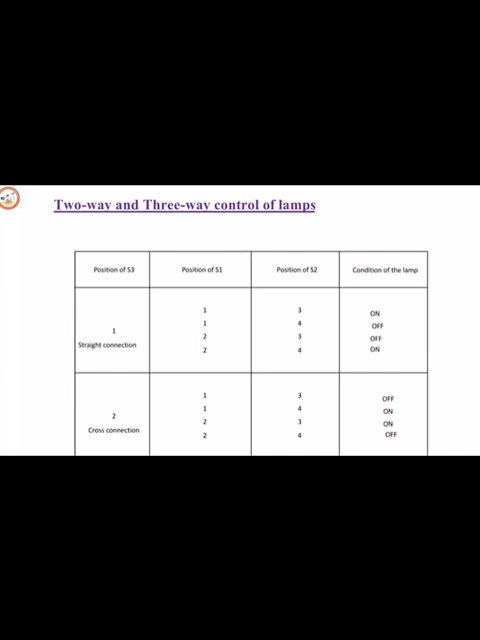 Two-way and Three-way control of lamps
Position of S3 Position of S1 Position of S2 Condition of the lamp
1 3 ON
1 4 OFF
1
2 3 OFF
Straight connection
2 4 ON
1 3 OFF
1 4 ON
2
2 3 ON
Cross connection
2 4 OFF